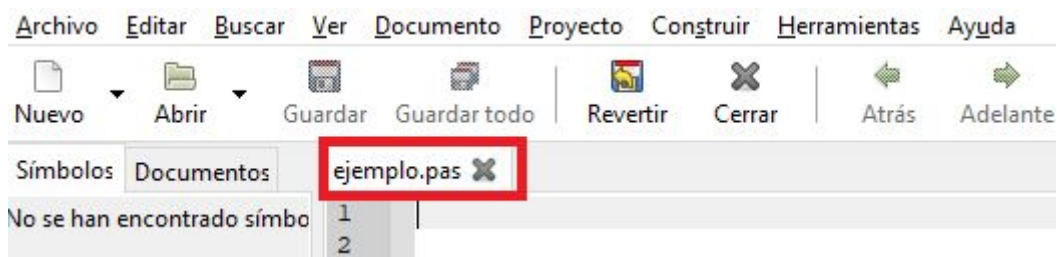 Archivo Editar Buscar Ver Documento Proyecto Construir Herramientas Ayuda
Nuevo Abrir Guardar Guardar todo Revertir Cerrar Atrás Adelante
Símbolos Documentos ejemplo.pas
No se han encontrado símbo 1
2